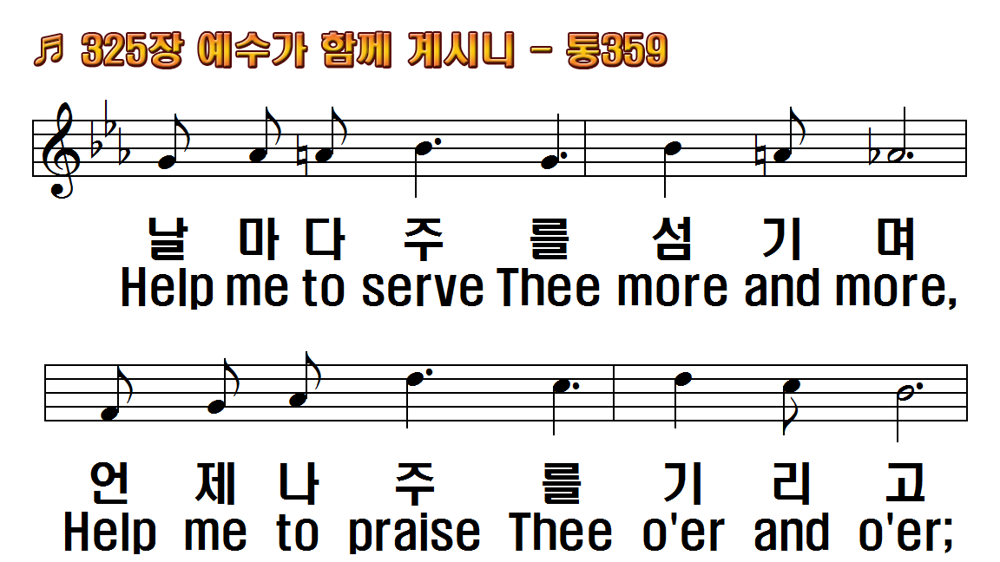 325장 예수가 함께 계시니 - 통359
날 마 다 주 를 섬 기 며
Help me to serve Thee more and more,
언 제 나 주 를 기 리 고
Help me to praise Thee o'er and o'er;